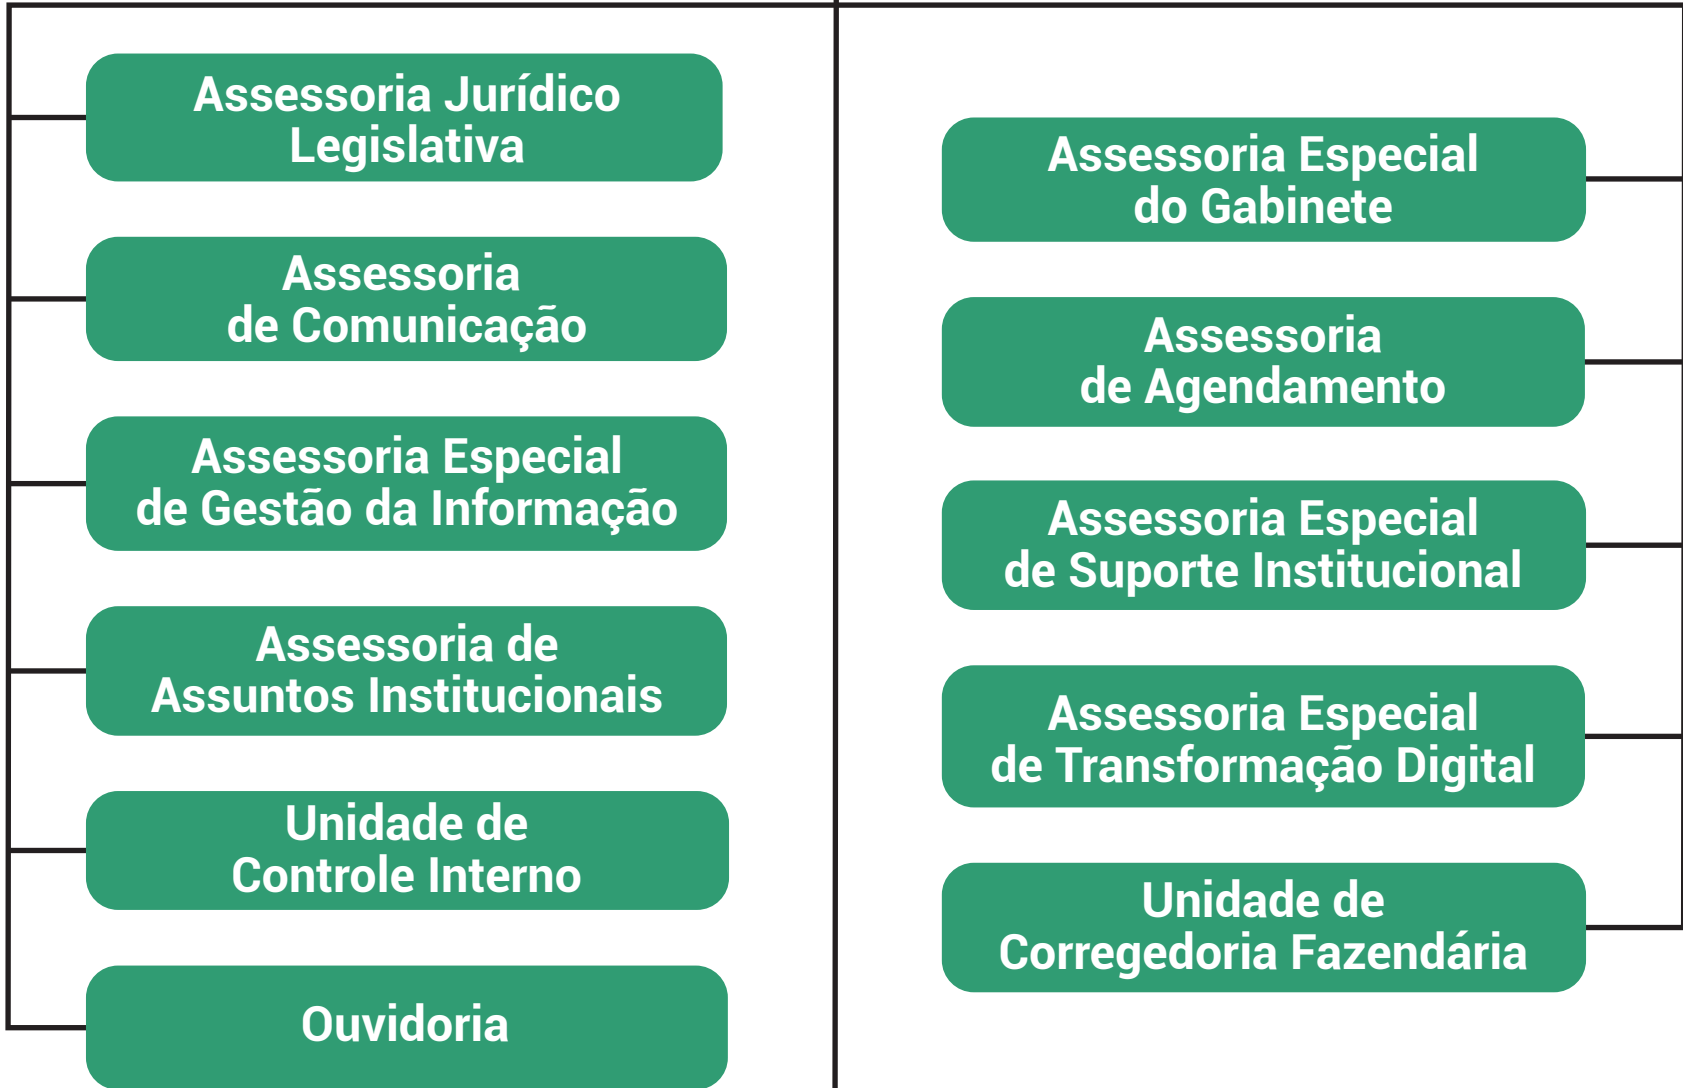 Assessoria Jurídico
Legislativa
Assessoria
de Comunicação
Assessoria Especial
de Gestão da Informação
Assessoria de
Assuntos Institucionais
Unidade de
Controle Interno
Ouvidoria
Assessoria Especial
do Gabinete
Assessoria
de Agendamento
Assessoria Especial
de Suporte Institucional
Assessoria Especial
de Transformação Digital
Unidade de
Corregedoria Fazendária